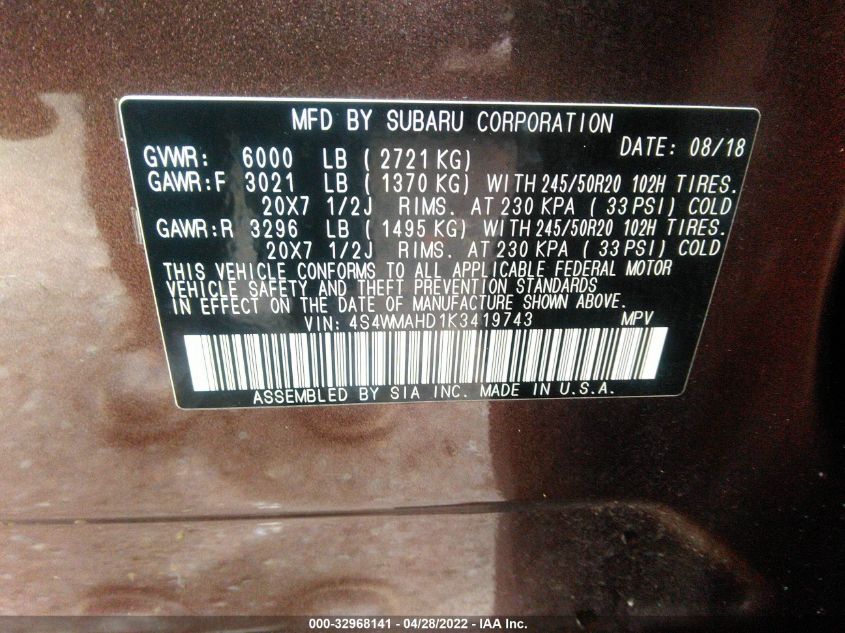 MFD BY SUBARU CORPORATION
DATE: 08/18
GVWR: 6000 LB ( 2721 KG)
GAWR:F 3021 LB ( 1370 KG) WITH 245/50R20 102H TIRES.
20X7 1/2J RIMS. AT 230 KPA ( 33 PSI) COLD
GAWR:R 3296 LB ( 1495 KG) WITH 245/50R20 102H TIRES.
20X7 1/2J RIMS. AT 230 KPA ( 33 PSI) COLD
THIS VEHICLE CONFORMS TO ALL APPLICABLE FEDERAL MOTOR
VEHICLE SAFETY AND THEFT PREVENTION STANDARDS
IN EFFECT ON THE DATE OF MANUFACTURE SHOWN ABOVE.
VIN: 4S4WMAHD1K3419743 MPV
ASSEMBLED BY SIA INC. MADE IN U.S.A.
000-32968141 - 04/28/2022 - IAA Inc.